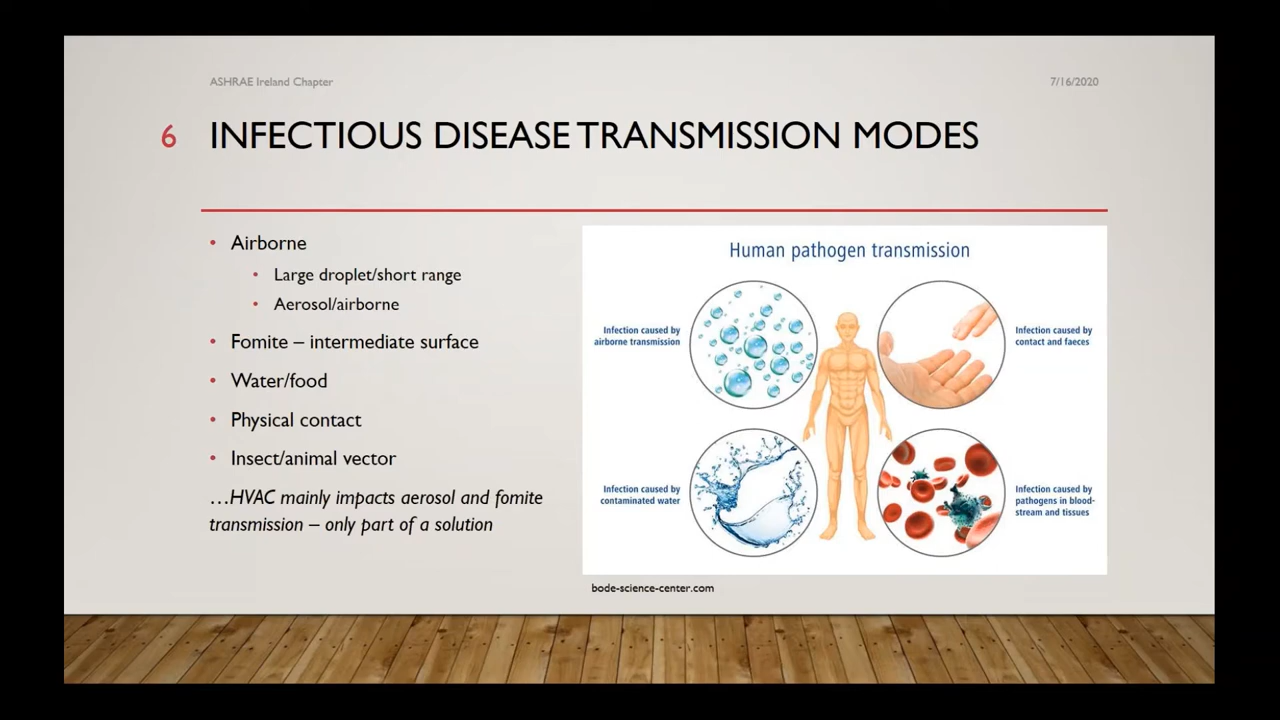 ASHRAE Ireland Chapter
7/16/2020
6
INFECTIOUS DISEASE TRANSMISSION MODES
• Airborne
• Large droplet/short range
• Aerosol/airborne
• Fomite – intermediate surface
• Water/food
• Physical contact
• Insect/animal vector
…HVAC mainly impacts aerosol and fomite
transmission – only part of a solution
Human pathogen transmission
Infection caused by
airborne transmission
Infection caused by
contact and faeces
Infection caused by
contaminated water
Infection caused by
pathogens in blood-
stream and tissues
bode-science-center.com